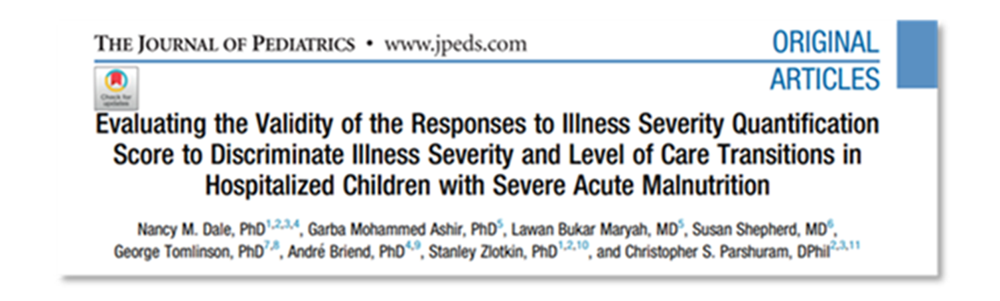 THE JOURNAL OF PEDIATRICS • www.jpeds.com
ORIGINAL
ARTICLES
Check for
updates
Evaluating the Validity of the Responses to Illness Severity Quantification
Score to Discriminate Illness Severity and Level of Care Transitions in
Hospitalized Children with Severe Acute Malnutrition
Nancy M. Dale, PhD1,2,3,4, Garba Mohammed Ashir, PhD5, Lawan Bukar Maryah, MD5, Susan Shepherd, MD6,
George Tomlinson, PhD7,8, André Briend, PhD4,9, Stanley Zlotkin, PhD1,2,10, and Christopher S. Parshuram, DPhil2,3,11